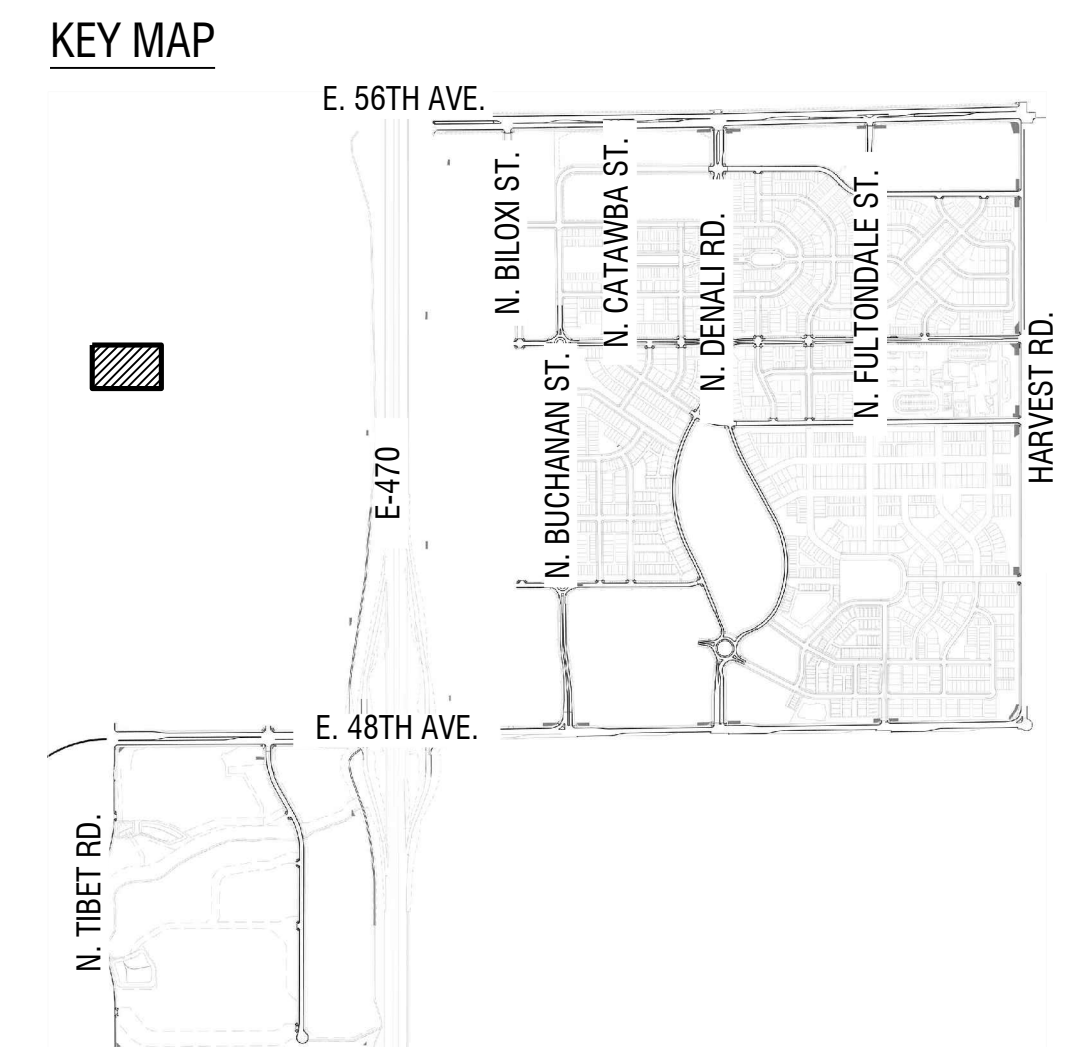 KEY MAP
E. 56TH AVE.
N. BILOXI ST.
N. CATAWBA ST.
N. DENALI RD.
N. FULTONDALE ST.
HARVEST RD.
N. BUCHANAN ST.
E-470
E. 48TH AVE.
N. TIBET RD.